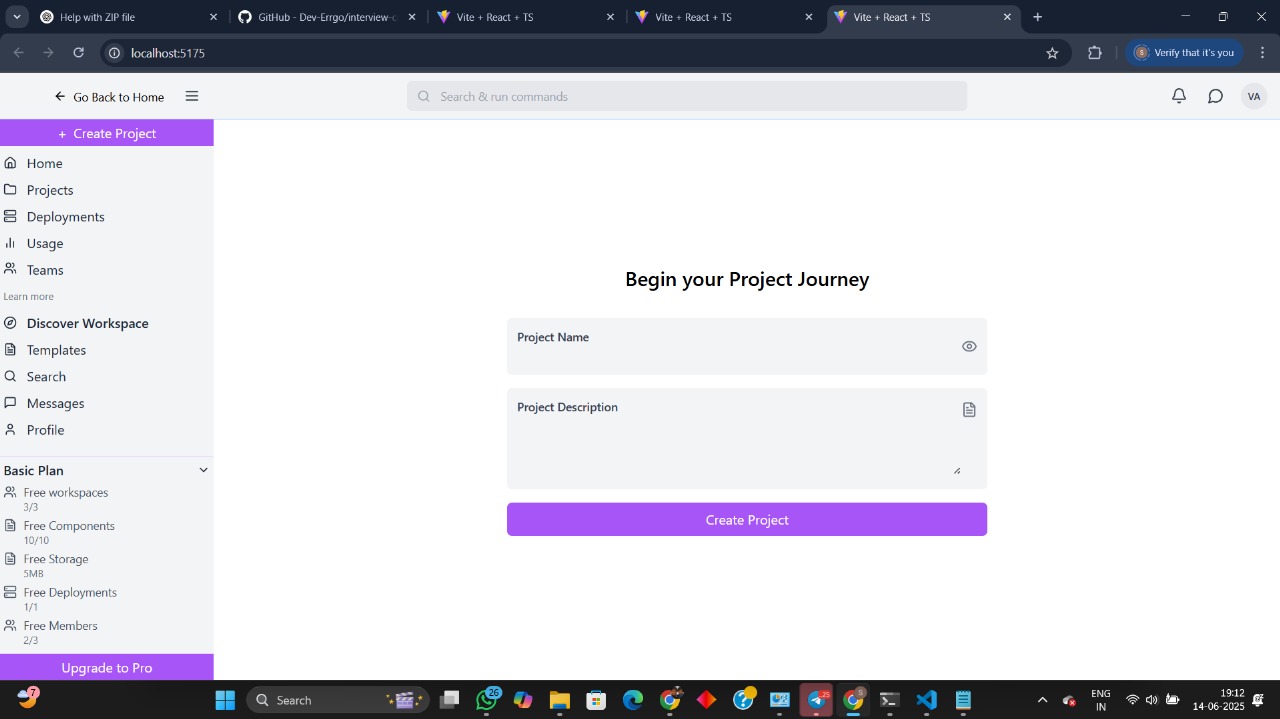 Help with ZIP file
GitHub - Dev-Errgo/interview-c
Vite + React + TS
Vite + React + TS
Vite + React + TS
localhost:5175
S
Verify that it's you
Go Back to Home
Search & run commands
VA
+ Create Project
Home
Projects
Deployments
Usage
Teams
Learn more
Discover Workspace
Templates
Search
Messages
Profile
Basic Plan
Free workspaces
3/3
Free Components
10/10
Free Storage
5MB
Free Deployments
1/1
Free Members
2/3
Upgrade to Pro
Begin your Project Journey
Project Name
Project Description
Create Project
7
Search
26
25
S
ENG
IN
19:12
14-06-2025